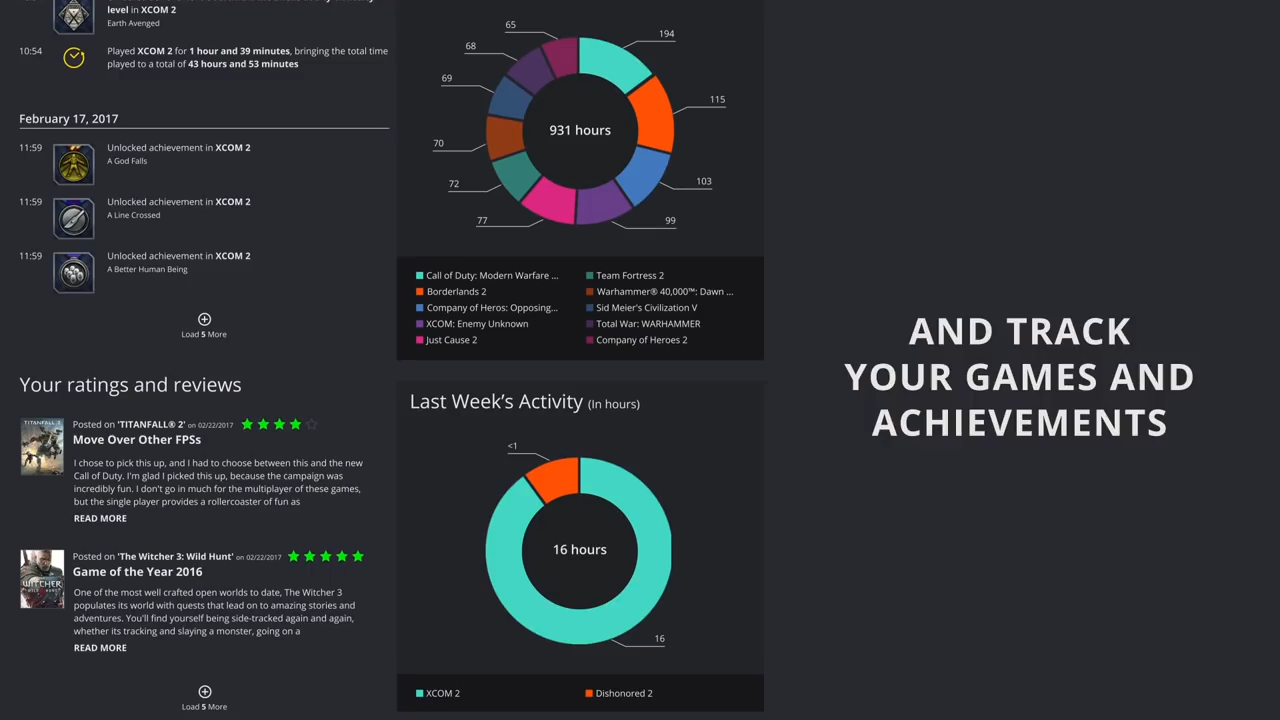 level in XCOM 2
Earth Avenged
10:54
Played XCOM 2 for 1 hour and 39 minutes, bringing the total time
played to a total of 43 hours and 53 minutes
February 17, 2017
11:59
Unlocked achievement in XCOM 2
A God Falls
11:59
Unlocked achievement in XCOM 2
A Line Crossed
11:59
Unlocked achievement in XCOM 2
A Better Human Being
Load 5 More
Your ratings and reviews
TITANFALL 2
Posted on 'TITANFALL® 2' on 02/22/2017
Move Over Other FPSs
I chose to pick this up, and I had to choose between this and the new
Call of Duty. I'm glad I picked this up, because the campaign was
incredibly fun. I don't go in much for the multiplayer of these games,
but the single player provides a rollercoaster of fun as
READ MORE
WITCHER
WILD HUNT
Posted on 'The Witcher 3: Wild Hunt' on 02/22/2017
Game of the Year 2016
One of the most well crafted open worlds to date, The Witcher 3
populates its world with quests that lead on to amazing stories and
adventures. You'll find yourself being side-tracked again and again,
whether its tracking and slaying a monster, going on a
READ MORE
Load 5 More
65
194
68
69
115
931 hours
70
72
103
77
99
Call of Duty: Modern Warfare ...
Borderlands 2
Company of Heros: Opposing...
XCOM: Enemy Unknown
Just Cause 2
Team Fortress 2
Warhammer® 40,000™: Dawn ...
Sid Meier's Civilization V
Total War: WARHAMMER
Company of Heroes 2
Last Week's Activity (In hours)
<1
16 hours
16
XCOM 2
Dishonored 2
AND TRACK
YOUR GAMES AND
ACHIEVEMENTS